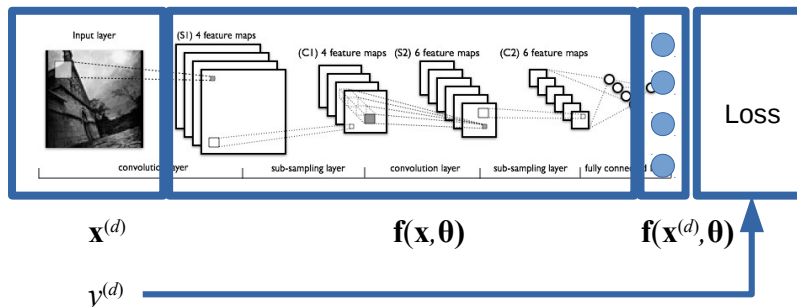 Input layer
(S1) 4 feature maps
(C1) 4 feature maps
(S2) 6 feature maps
(C2) 6 feature maps
Loss
convolution layer
sub-sampling layer
convolution layer
sub-sampling layer
fully connected
x(d)
f(x,θ)
f(x(d),θ)
y(d)